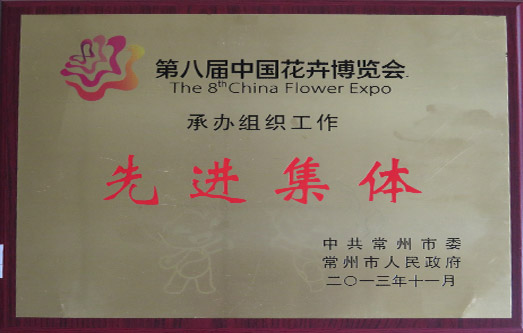 第八届中国花卉博览会
The 8th China Flower Expo
承办组织工作
先进集体
中共常州市委
常州市人民政府
二〇一三年十一月